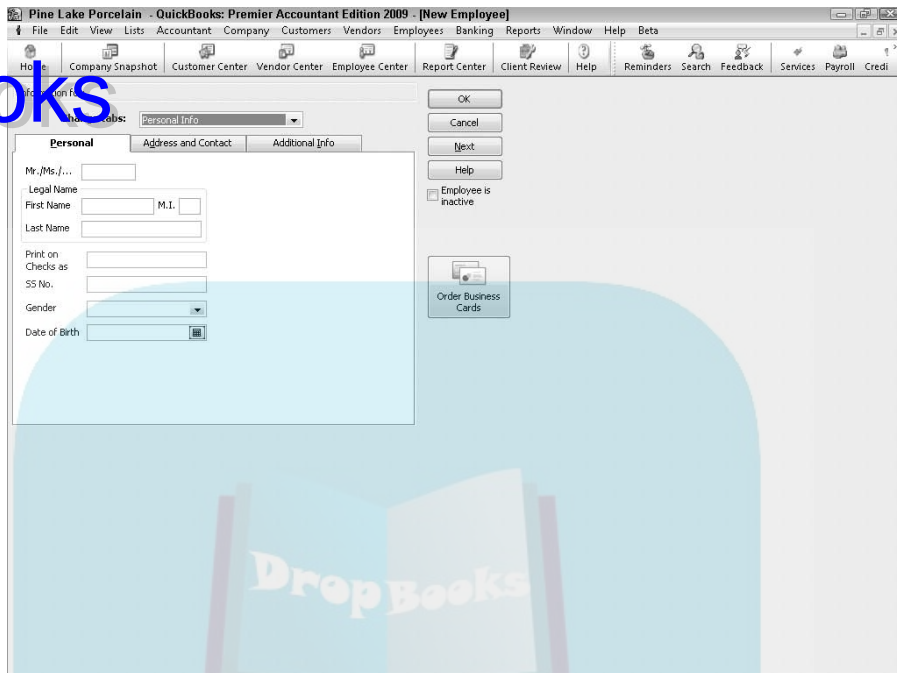 Pine Lake Porcelain - QuickBooks: Premier Accountant Edition 2009 - [New Employee]
File Edit View Lists Accountant Company Customers Vendors Employees Banking Reports Window Help Beta
Company Snapshot Customer Center Vendor Center Employee Center Report Center Client Review Help Reminders Search Feedback Services Payroll Credi
oks
Personal Info
Personal Address and Contact Additional Info
Mr./Ms./...
Legal Name
First Name M.I.
Last Name
Print on
Checks as
SS No.
Gender
Date of Birth
OK
Cancel
Next
Help
Employee is
inactive
Order Business
Cards
DropBooks